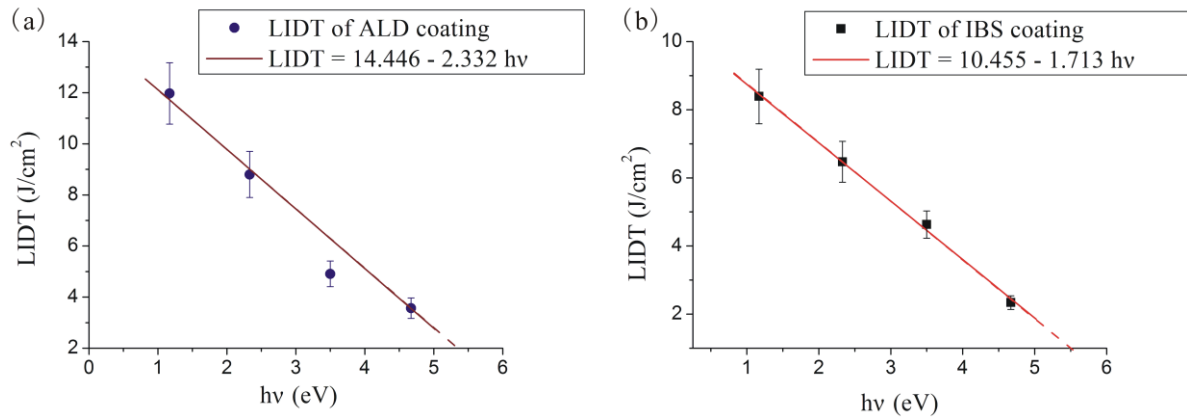 (a)
LIDT of ALD coating
LIDT = 14.446 - 2.332 hν
14
12
10
8
6
4
2
LIDT (J/cm²)
0 1 2 3 4 5 6
hν (eV)
(b)
LIDT of IBS coating
LIDT = 10.455 - 1.713 hν
10
8
6
4
2
LIDT (J/cm²)
1 2 3 4 5 6
hν (eV)